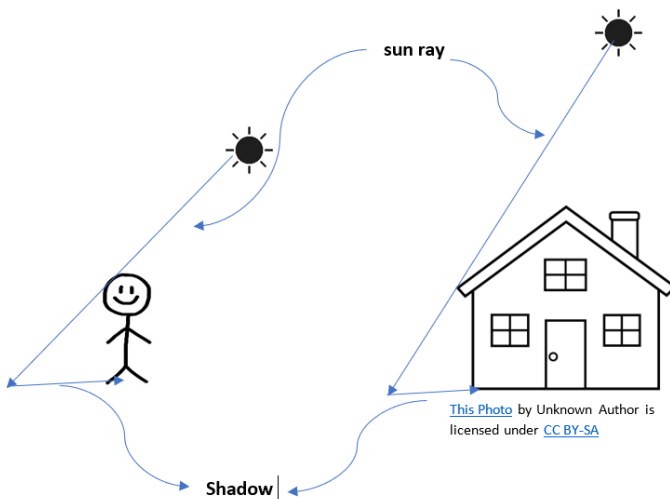 sun ray
This Photo by Unknown Author is
licensed under CC BY-SA
Shadow